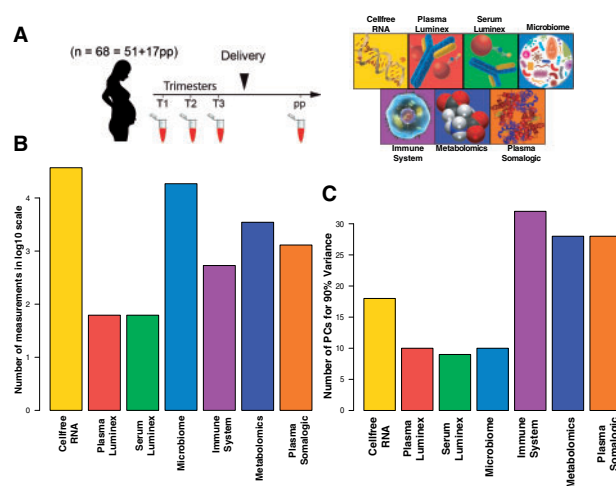 A
(n = 68 = 51+17pp)
Delivery
Trimesters
T1 T2 T3 pp
Cellfree
RNA
Plasma
Luminex
Serum
Luminex
Microbiome
Immune
System
Metabolomics
Plasma
Somalogic
B
Number of measurements in log10 scale
4
3
2
1
0
Cellfree
RNA
Plasma
Luminex
Serum
Luminex
Microbiome
Immune
System
Metabolomics
Plasma
Somalogic
C
Number of PCs for 90% Variance
30
25
20
15
10
5
0
Cellfree
RNA
Plasma
Luminex
Serum
Luminex
Microbiome
Immune
System
Metabolomics
Plasma
Somalogic